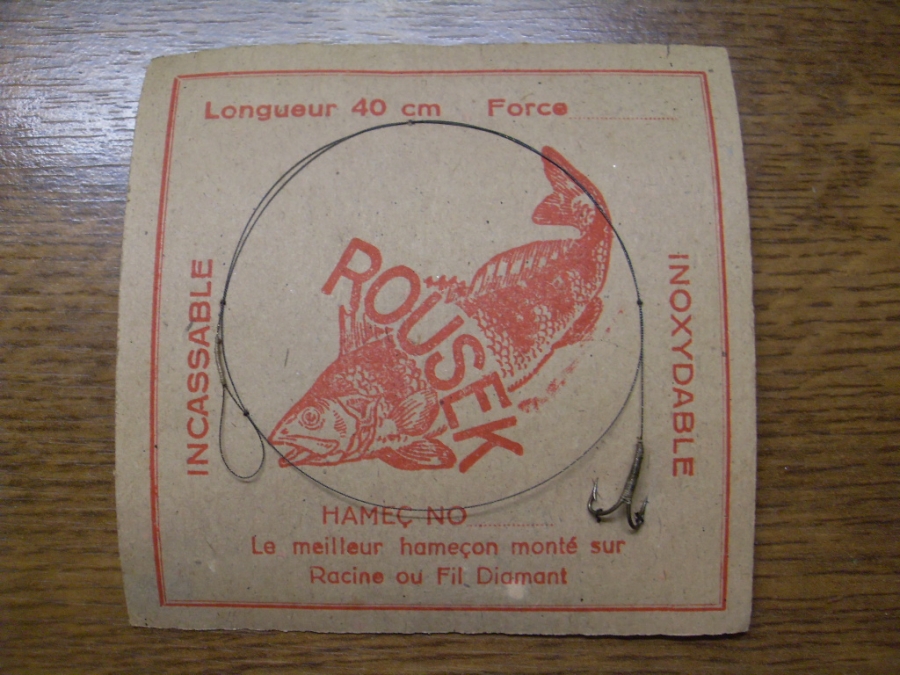 Longueur 40 cm Force
INCASSABLE
ROUSEK
INOXYDABLE
HAMEÇ NO
Le meilleur hameçon monté sur
Racine ou Fil Diamant